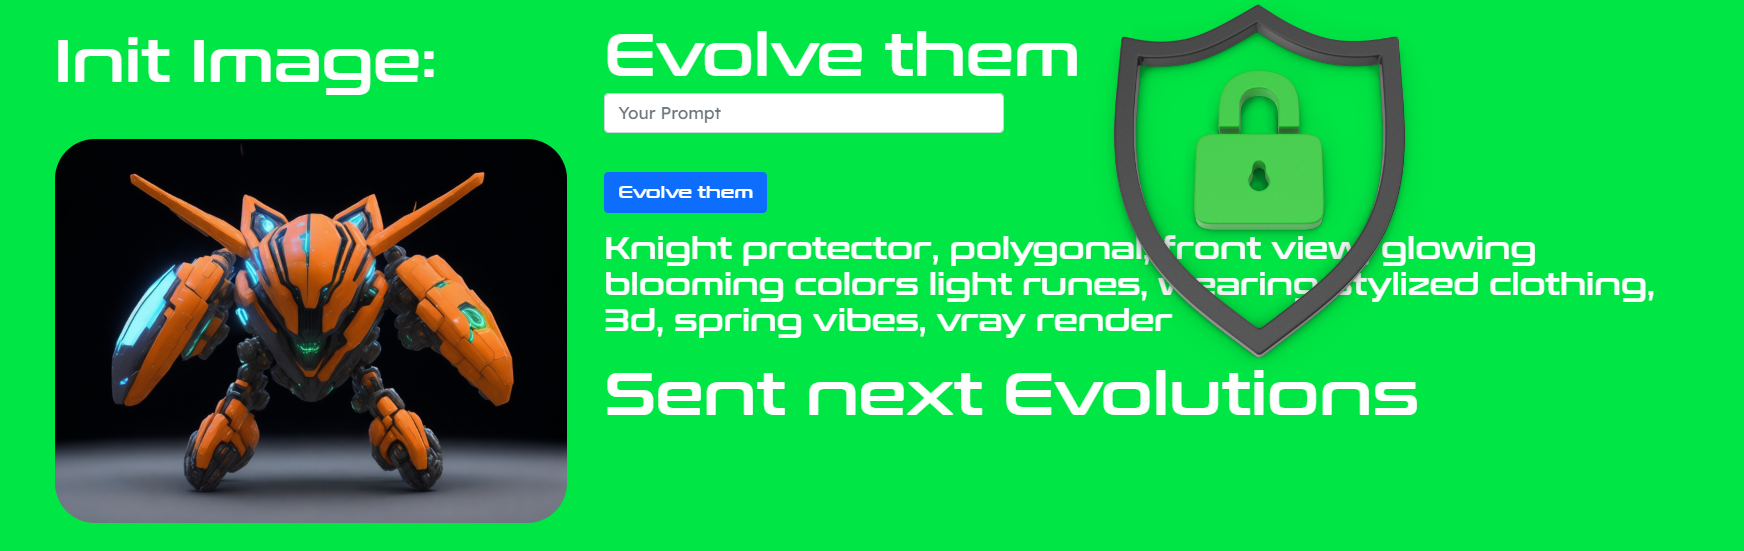 Init Image:
Evolve them
Your Prompt
Evolve them
Knight protector, polygonal, front view, glowing
blooming colors light runes, wearing stylized clothing,
3d, spring vibes, vray render
Sent next Evolutions